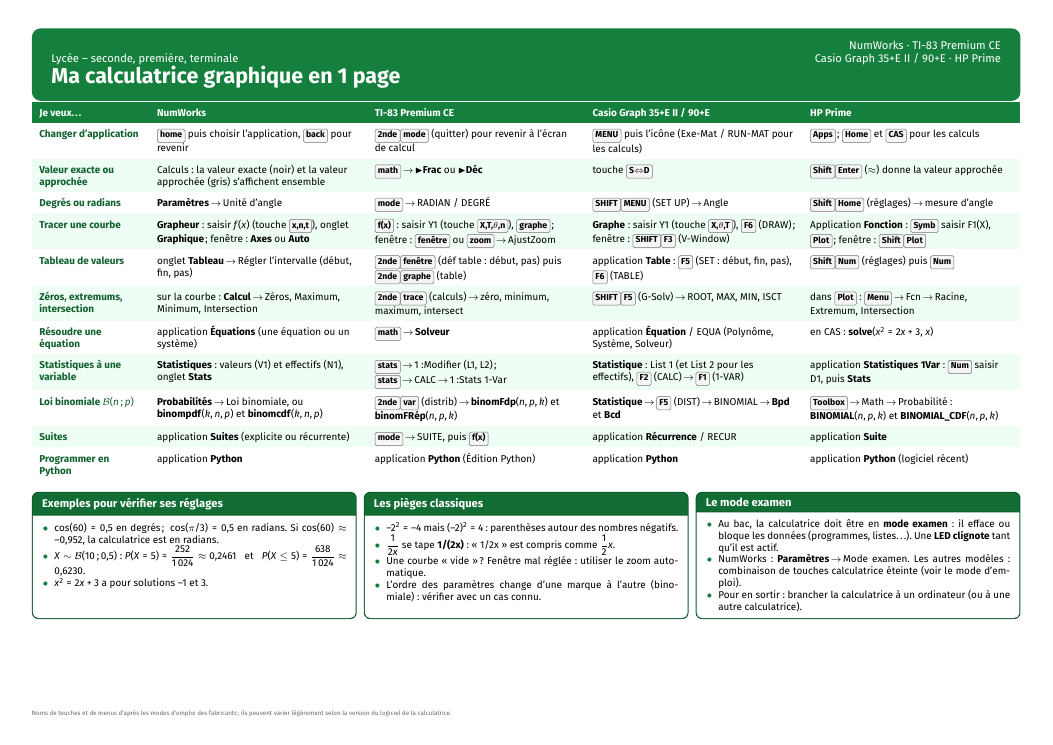 Lycée – seconde, première, terminale
Ma calculatrice graphique en 1 page
NumWorks · TI-83 Premium CE
Casio Graph 35+E II / 90+E · HP Prime
Je veux… NumWorks TI-83 Premium CE Casio Graph 35+E II / 90+E HP Prime
Changer d’application
home puis choisir l’application, back pour
revenir
2nde mode (quitter) pour revenir à l’écran
de calcul
MENU puis l’icône (Exe-Mat / RUN-MAT pour
les calculs)
Apps ; Home et CAS pour les calculs
Valeur exacte ou
approchée
Calculs : la valeur exacte (noir) et la valeur
approchée (gris) s’affichent ensemble
math → ►Frac ou ►Déc
touche S⇔D
Shift Enter (≈) donne la valeur approchée
Degrés ou radians
Paramètres → Unité d’angle
mode → RADIAN / DEGRÉ
SHIFT MENU (SET UP) → Angle
Shift Home (réglages) → mesure d’angle
Tracer une courbe
Grapheur : saisir f(x) (touche x,n,t), onglet
Graphique ; fenêtre : Axes ou Auto
f(x) : saisir Y1 (touche X,T,θ,n), graphe ;
fenêtre : fenêtre ou zoom → AjustZoom
Graphe : saisir Y1 (touche X,θ,T), F6 (DRAW);
fenêtre : SHIFT F3 (V-Window)
Application Fonction : Symb saisir F1(X),
Plot ; fenêtre : Shift Plot
Tableau de valeurs
onglet Tableau → Régler l’intervalle (début,
fin, pas)
2nde fenêtre (déf table : début, pas) puis
2nde graphe (table)
application Table : F5 (SET : début, fin, pas),
F6 (TABLE)
Shift Num (réglages) puis Num
Zéros, extremums,
intersection
sur la courbe : Calcul → Zéros, Maximum,
Minimum, Intersection
2nde trace (calculs) → zéro, minimum,
maximum, intersect
SHIFT F5 (G-Solv) → ROOT, MAX, MIN, ISCT
dans Plot : Menu → Fcn → Racine,
Extremum, Intersection
Résoudre une
équation
application Équations (une équation ou un
système)
math → Solveur
application Équation / EQUA (Polynôme,
Système, Solveur)
en CAS : solve(x² = 2x + 3, x)
Statistiques à une
variable
Statistiques : valeurs (V1) et effectifs (N1),
onglet Stats
stats → 1 :Modifier (L1, L2);
stats → CALC → 1 :Stats 1-Var
Statistique : List 1 (et List 2 pour les
effectifs), F2 (CALC) → F1 (1-VAR)
application Statistiques 1Var : Num saisir
D1, puis Stats
Loi binomiale ℬ(n ; p)
Probabilités → Loi binomiale, ou
binompdf(k, n, p) et binomcdf(k, n, p)
2nde var (distrib) → binomFdp(n, p, k) et
binomFRép(n, p, k)
Statistique → F5 (DIST) → BINOMIAL → Bpd
et Bcd
Toolbox → Math → Probabilité :
BINOMIAL(n, p, k) et BINOMIAL_CDF(n, p, k)
Suites
application Suites (explicite ou récurrente)
mode → SUITE, puis f(x)
application Récurrence / RECUR
application Suite
Programmer en
Python
application Python
application Python (Édition Python)
application Python
application Python (logiciel récent)
Exemples pour vérifier ses réglages
• cos(60) = 0,5 en degrés ; cos(π/3) = 0,5 en radians. Si cos(60) ≈
−0,952, la calculatrice est en radians.
• X ∼ ℬ(10 ; 0,5) : P(X = 5) = 252/1 024 ≈ 0,2461 et P(X ≤ 5) = 638/1 024 ≈
0,6230.
• x² = 2x + 3 a pour solutions −1 et 3.
Les pièges classiques
• −2² = −4 mais (−2)² = 4 : parenthèses autour des nombres négatifs.
• 1/2x se tape 1/(2x) : « 1/2x » est compris comme 1/2 x.
• Une courbe « vide » ? Fenêtre mal réglée : utiliser le zoom auto-
matique.
• L’ordre des paramètres change d’une marque à l’autre (bino-
miale) : vérifier avec un cas connu.
Le mode examen
• Au bac, la calculatrice doit être en mode examen : il efface ou
bloque les données (programmes, listes…). Une LED clignote tant
qu’il est actif.
• NumWorks : Paramètres → Mode examen. Les autres modèles :
combinaison de touches calculatrice éteinte (voir le mode d’em-
ploi).
• Pour en sortir : brancher la calculatrice à un ordinateur (ou à une
autre calculatrice).
Noms de touches et de menus d’après les modes d’emploi des fabricants ; ils peuvent varier légèrement selon la version du logiciel de la calculatrice.